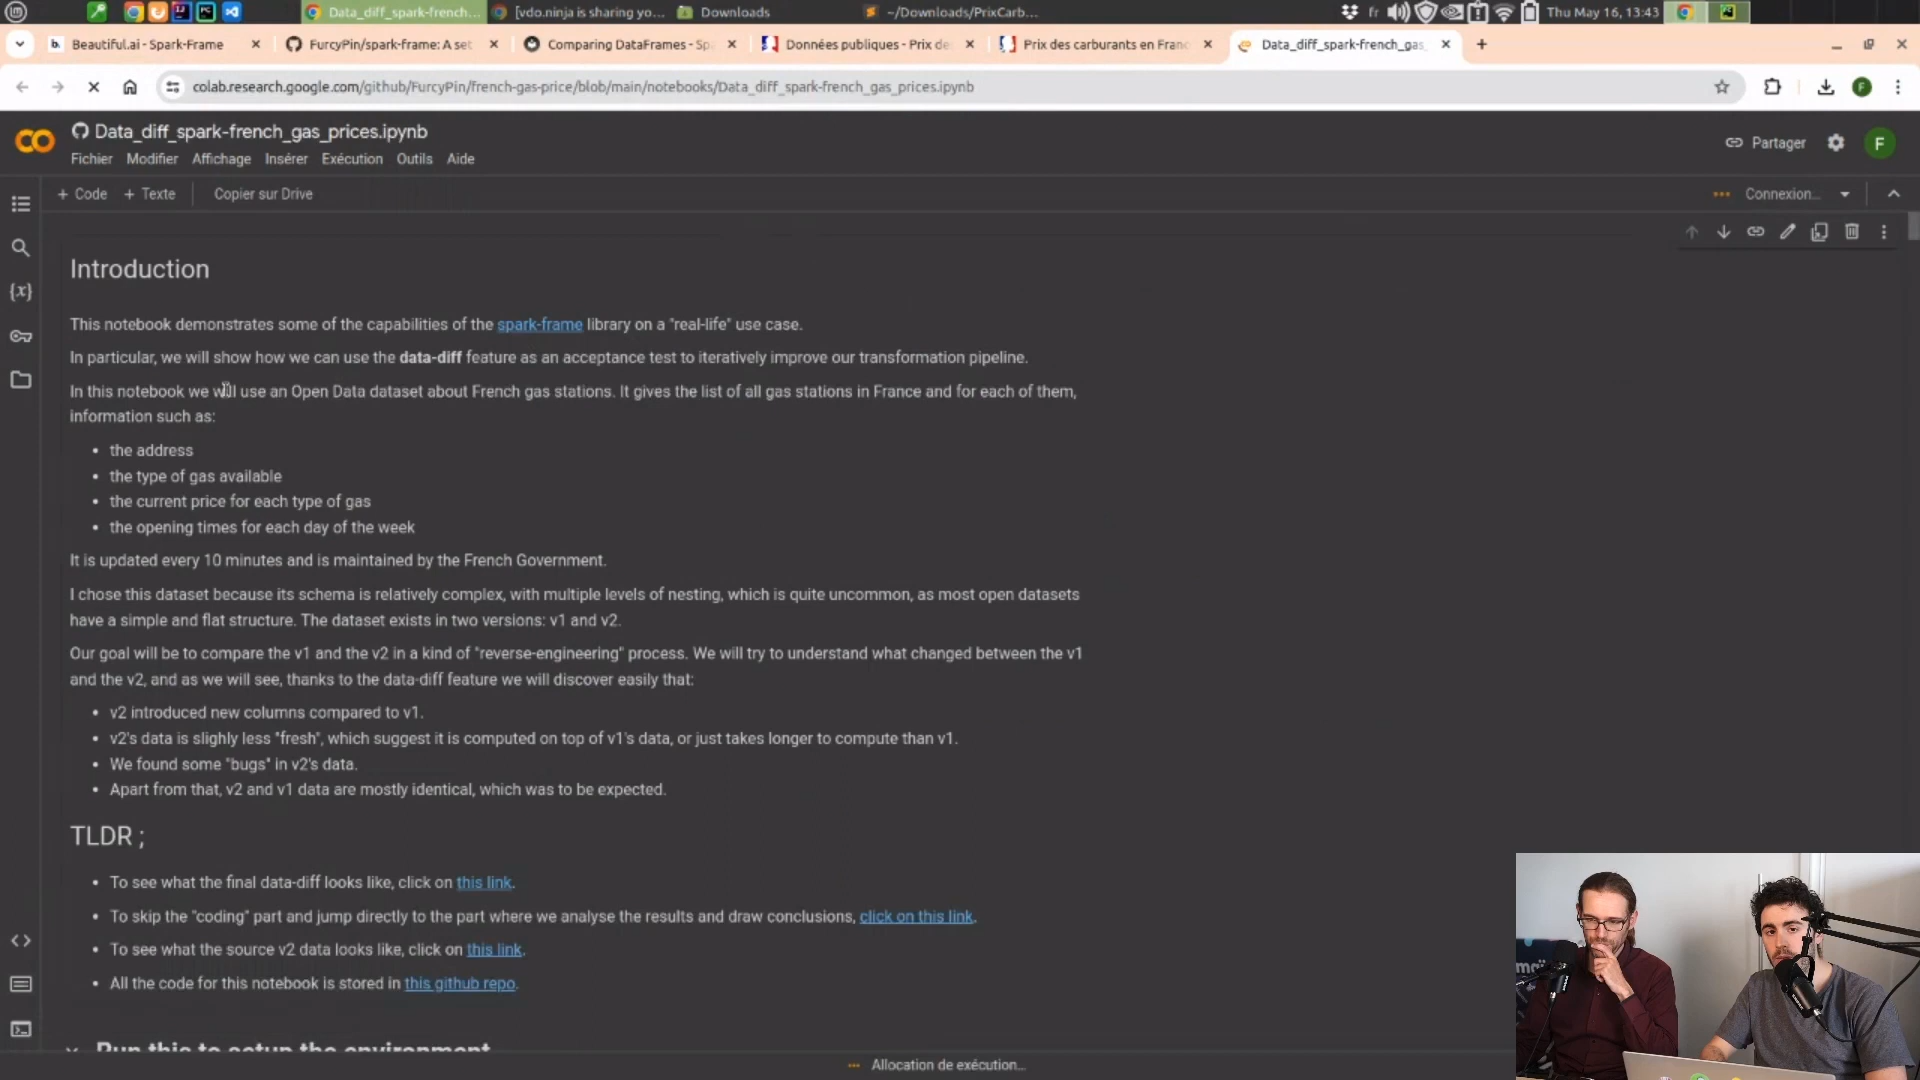 Data_diff_spark-french...
[vdo.ninja is sharing yo...
Downloads
~/Downloads/PrixCarb...
fr
Thu May 16, 13:43
b. Beautiful.ai - Spark-Frame
FurcyPin/spark-frame: A set
Comparing DataFrames - Sp
Données publiques - Prix de
Prix des carburants en Franc
Data_diff_spark-french_gas_
colab.research.google.com/github/FurcyPin/french-gas-price/blob/main/notebooks/Data_diff_spark-french_gas_prices.ipynb
F
CO
Data_diff_spark-french_gas_prices.ipynb
Fichier Modifier Affichage Insérer Exécution Outils Aide
Partager
F
+ Code + Texte Copier sur Drive
Connexion...
Introduction
{x}
This notebook demonstrates some of the capabilities of the spark-frame library on a "real-life" use case.
In particular, we will show how we can use the data-diff feature as an acceptance test to iteratively improve our transformation pipeline.
In this notebook we will use an Open Data dataset about French gas stations. It gives the list of all gas stations in France and for each of them,
information such as:
• the address
• the type of gas available
• the current price for each type of gas
• the opening times for each day of the week
It is updated every 10 minutes and is maintained by the French Government.
I chose this dataset because its schema is relatively complex, with multiple levels of nesting, which is quite uncommon, as most open datasets
have a simple and flat structure. The dataset exists in two versions: v1 and v2.
Our goal will be to compare the v1 and the v2 in a kind of "reverse-engineering" process. We will try to understand what changed between the v1
and the v2, and as we will see, thanks to the data-diff feature we will discover easily that:
• v2 introduced new columns compared to v1.
• v2's data is slighly less "fresh", which suggest it is computed on top of v1's data, or just takes longer to compute than v1.
• We found some "bugs" in v2's data.
• Apart from that, v2 and v1 data are mostly identical, which was to be expected.
TLDR ;
• To see what the final data-diff looks like, click on this link.
• To skip the "coding" part and jump directly to the part where we analyse the results and draw conclusions, click on this link.
• To see what the source v2 data looks like, click on this link.
• All the code for this notebook is stored in this github repo.
Run this to setup the environment
Allocation de exécution...